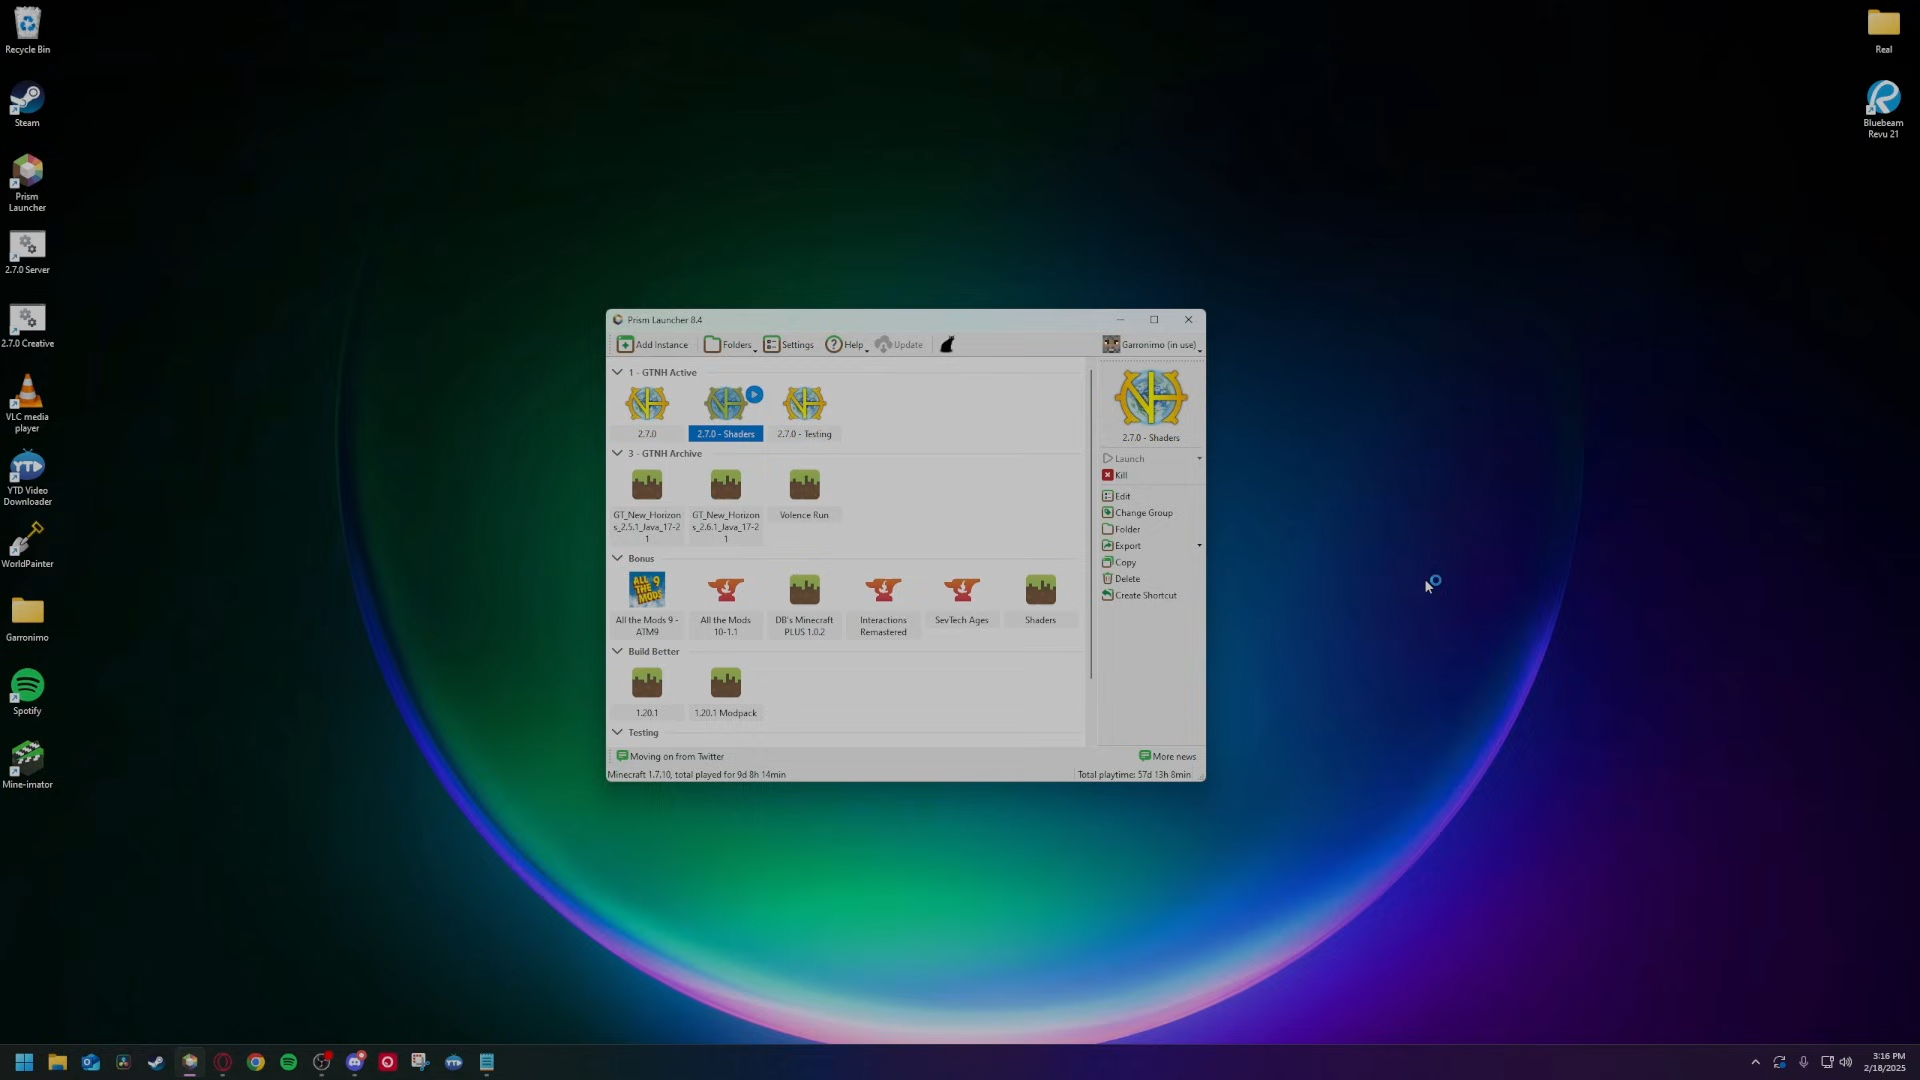 Recycle Bin
Steam
Prism
Launcher
2.7.0 Server
2.7.0 Creative
VLC media
player
YTD Video
Downloader
WorldPainter
Garronimo
Spotify
Mine-imator
Real
Bluebeam
Revu 21
Prism Launcher 8.4
Add Instance
Folders
Settings
Help
Update
Garronimo (in use)
1 - GTNH Active
2.7.0
2.7.0 - Shaders
2.7.0 - Testing
3 - GTNH Archive
GT_New_Horizon
s_2.5.1_Java_17-2
1
GT_New_Horizon
s_2.6.1_Java_17-2
1
Volence Run
Bonus
ALL
THE 9
MODS
All the Mods 9 -
ATM9
All the Mods
10-1.1
DB's Minecraft
PLUS 1.0.2
Interactions
Remastered
SevTech Ages
Shaders
Build Better
1.20.1
1.20.1 Modpack
Testing
2.7.0 - Shaders
Launch
Kill
Edit
Change Group
Folder
Export
Copy
Delete
Create Shortcut
Moving on from Twitter
More news
Minecraft 1.7.10, total played for 9d 8h 14min
Total playtime: 57d 13h 8min
3:16 PM
2/18/2025